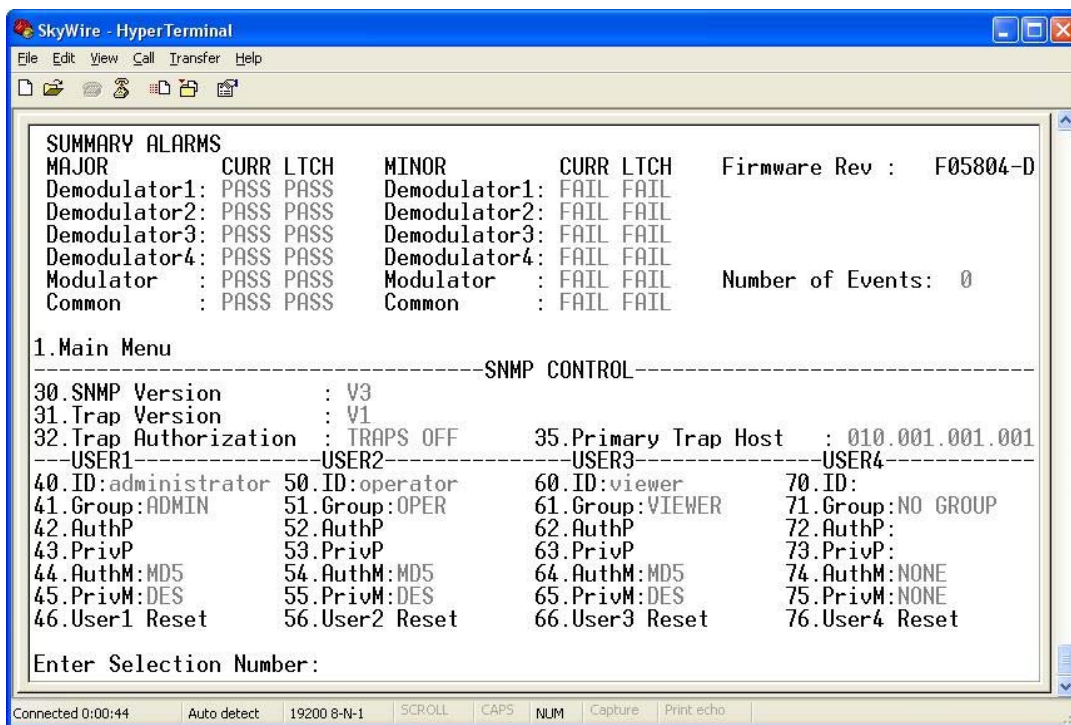 SkyWire - HyperTerminal
File Edit View Call Transfer Help
SUMMARY ALARMS
MAJOR CURR LTCH MINOR CURR LTCH Firmware Rev : F05804-D
Demodulator1: PASS PASS Demodulator1: FAIL FAIL
Demodulator2: PASS PASS Demodulator2: FAIL FAIL
Demodulator3: PASS PASS Demodulator3: FAIL FAIL
Demodulator4: PASS PASS Demodulator4: FAIL FAIL
Modulator : PASS PASS Modulator : FAIL FAIL Number of Events: 0
Common : PASS PASS Common : FAIL FAIL
1.Main Menu
-----------------------------------SNMP CONTROL--------------------------------
30.SNMP Version : V3
31.Trap Version : V1
32.Trap Authorization : TRAPS OFF 35.Primary Trap Host : 010.001.001.001
---USER1---------------USER2---------------USER3---------------USER4------------
40.ID:administrator 50.ID:operator 60.ID:viewer 70.ID:
41.Group:ADMIN 51.Group:OPER 61.Group:VIEWER 71.Group:NO GROUP
42.AuthP 52.AuthP 62.AuthP 72.AuthP:
43.PrivP 53.PrivP 63.PrivP 73.PrivP:
44.AuthM:MD5 54.AuthM:MD5 64.AuthM:MD5 74.AuthM:NONE
45.PrivM:DES 55.PrivM:DES 65.PrivM:DES 75.PrivM:NONE
46.User1 Reset 56.User2 Reset 66.User3 Reset 76.User4 Reset
Enter Selection Number:
Connected 0:00:44 Auto detect 19200 8-N-1 SCROLL CAPS NUM Capture Print echo